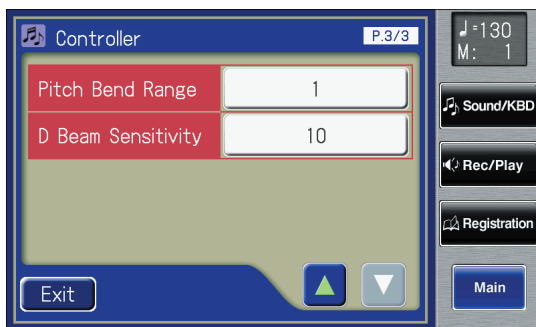 Controller
P.3/3
Pitch Bend Range
1
D Beam Sensitivity
10
Exit
♩=130
M: 1
Sound/KBD
Rec/Play
Registration
Main